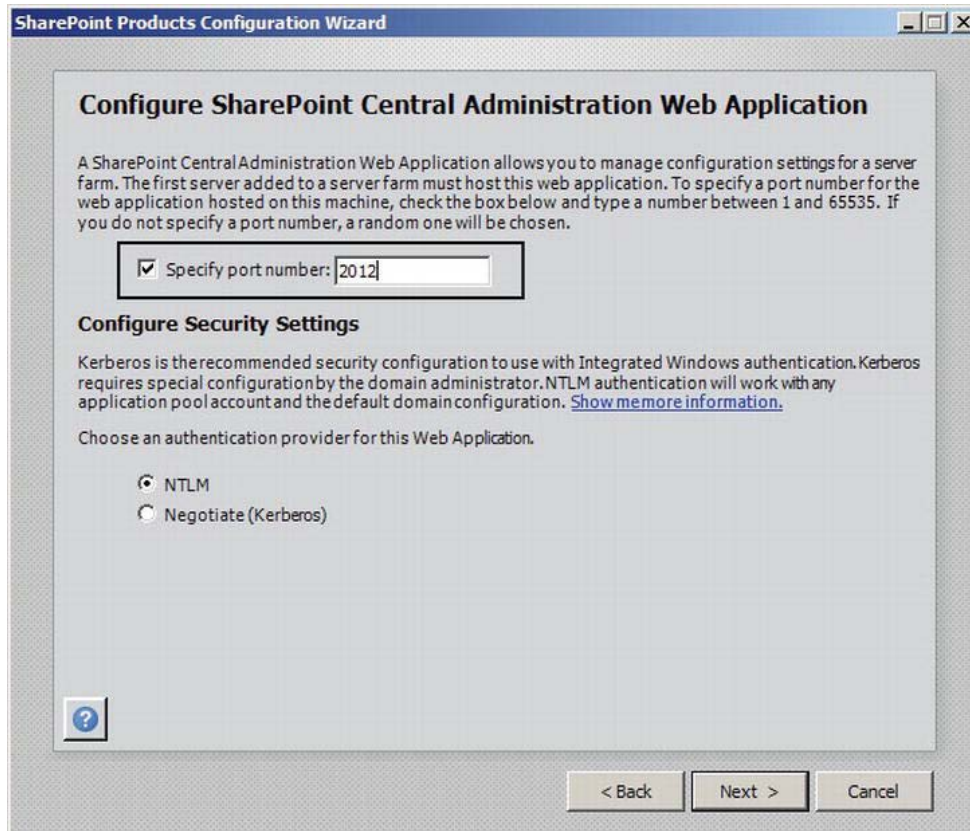 SharePoint Products Configuration Wizard
Configure SharePoint Central Administration Web Application
A SharePoint Central Administration Web Application allows you to manage configuration settings for a server
farm. The first server added to a server farm must host this web application. To specify a port number for the
web application hosted on this machine, check the box below and type a number between 1 and 65535. If
you do not specify a port number, a random one will be chosen.
Specify port number: 2012
Configure Security Settings
Kerberos is the recommended security configuration to use with Integrated Windows authentication. Kerberos
requires special configuration by the domain administrator. NTLM authentication will work with any
application pool account and the default domain configuration. Show me more information.
Choose an authentication provider for this Web Application.
NTLM
Negotiate (Kerberos)
?
< Back Next > Cancel